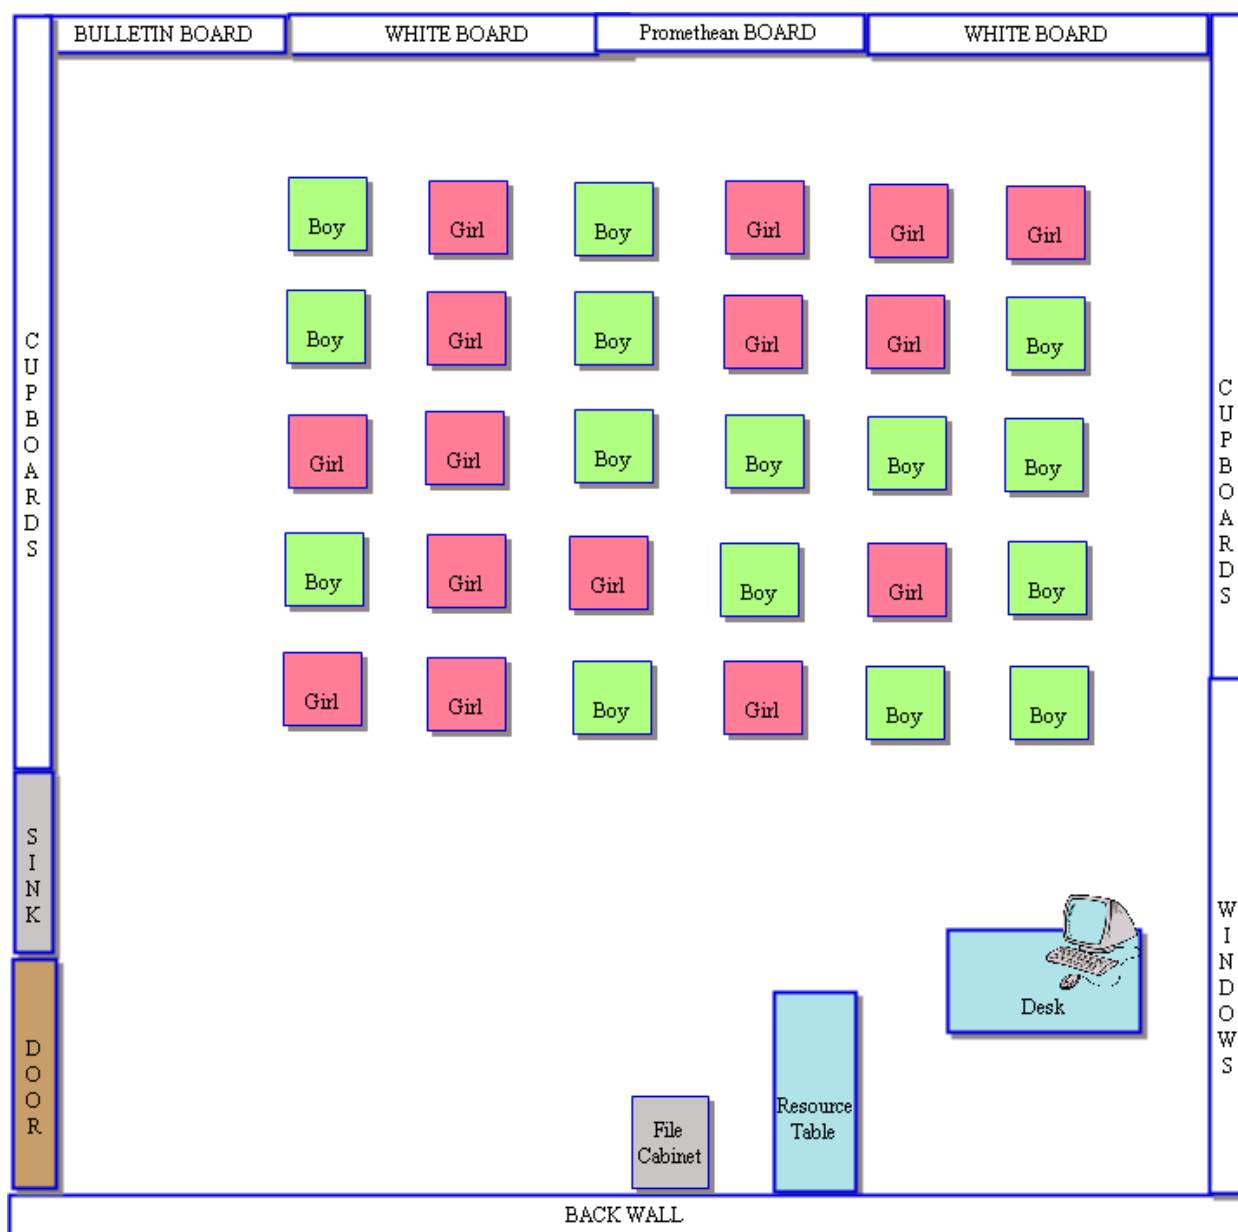 BULLETIN BOARD
WHITE BOARD
Promethean BOARD
WHITE BOARD
CUPBOARDS
CUPBOARDS
Boy Girl Boy Girl Girl Girl
Boy Girl Boy Girl Girl Boy
Girl Girl Boy Boy Boy Boy
Boy Girl Girl Boy Girl Boy
Girl Girl Boy Girl Boy Boy
SINK
WINDOWS
Desk
DOOR
Resource
Table
File
Cabinet
BACK WALL